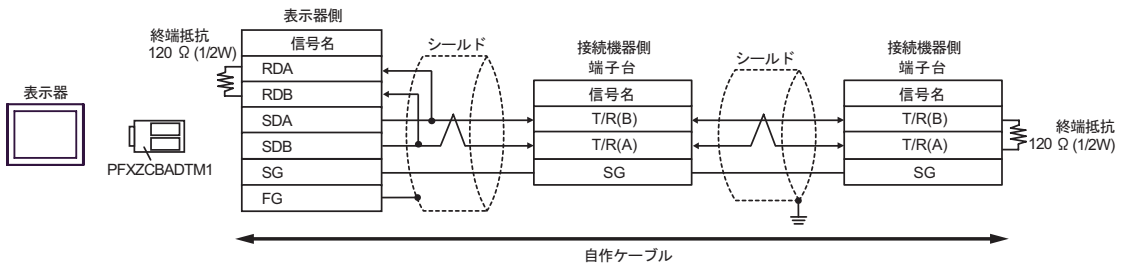 表示器
PFXZCBADTM1
終端抵抗
120 Ω (1/2W)
表示器側
信号名
RDA
RDB
SDA
SDB
SG
FG
シールド
接続機器側
端子台
信号名
T/R(B)
T/R(A)
SG
シールド
接続機器側
端子台
信号名
T/R(B)
T/R(A)
SG
終端抵抗
120 Ω (1/2W)
自作ケーブル